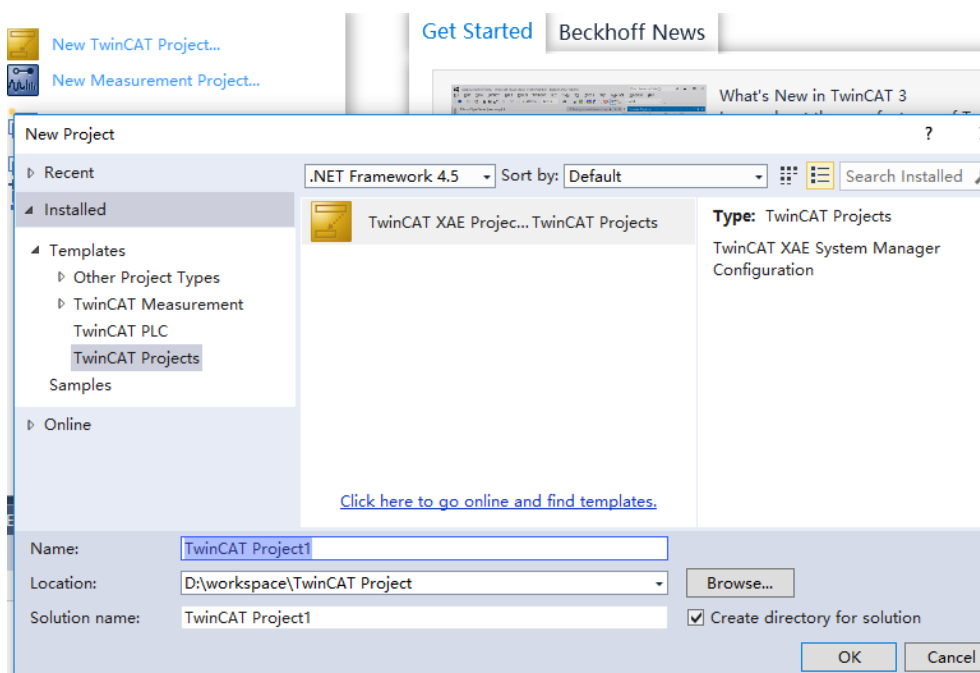 New TwinCAT Project...
New Measurement Project...
Get Started
Beckhoff News
What's New in TwinCAT 3
New Project
?
Recent
.NET Framework 4.5
Sort by:
Default
Search Installed
Installed
TwinCAT XAE Projec... TwinCAT Projects
Type: TwinCAT Projects
TwinCAT XAE System Manager
Configuration
Templates
Other Project Types
TwinCAT Measurement
TwinCAT PLC
TwinCAT Projects
Samples
Online
Click here to go online and find templates.
Name:
TwinCAT Project1
Location:
D:\workspace\TwinCAT Project
Browse...
Solution name:
TwinCAT Project1
Create directory for solution
OK
Cancel